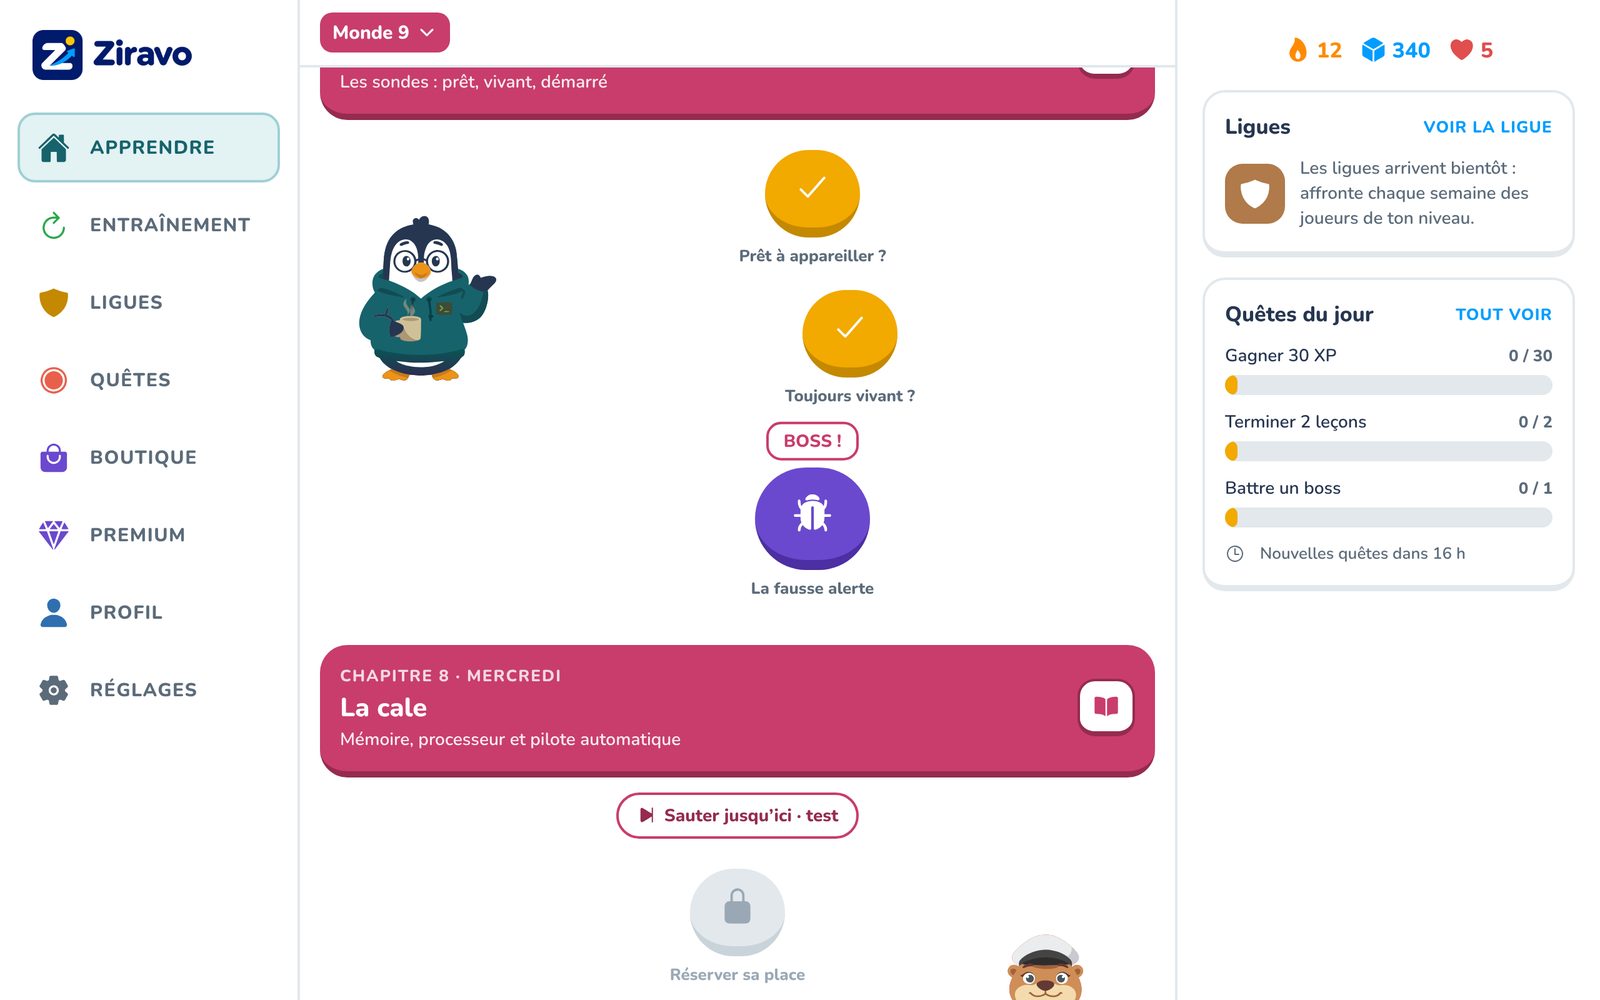 Ziravo
APPRENDRE
ENTRAÎNEMENT
LIGUES
QUÊTES
BOUTIQUE
PREMIUM
PROFIL
RÉGLAGES
Monde 9
Les sondes : prêt, vivant, démarré
Prêt à appareiller ?
Toujours vivant ?
BOSS !
La fausse alerte
CHAPITRE 8 · MERCREDI
La cale
Mémoire, processeur et pilote automatique
Sauter jusqu’ici · test
Réserver sa place
12 340 5
Ligues VOIR LA LIGUE
Les ligues arrivent bientôt :
affronte chaque semaine des
joueurs de ton niveau.
Quêtes du jour TOUT VOIR
Gagner 30 XP 0 / 30
Terminer 2 leçons 0 / 2
Battre un boss 0 / 1
Nouvelles quêtes dans 16 h